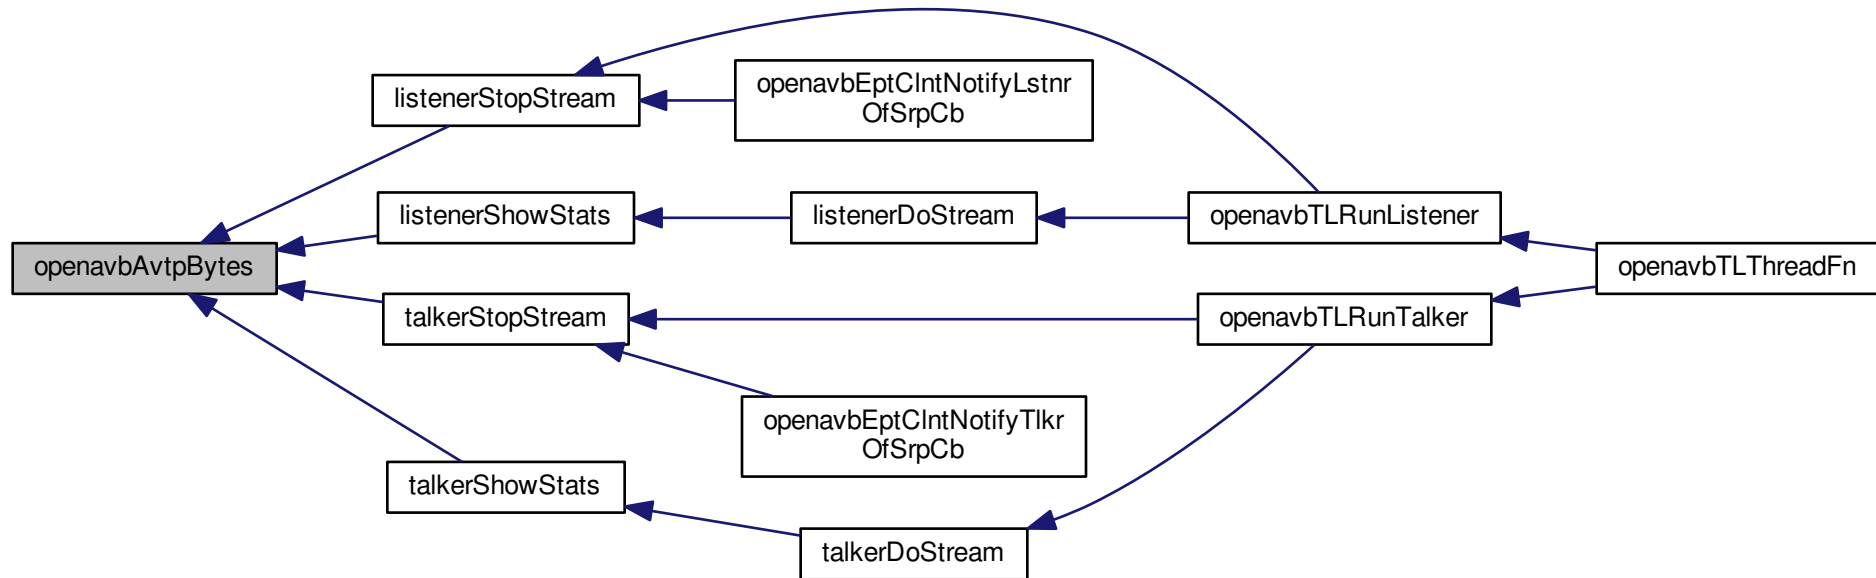 openavbAvtpBytes
listenerStopStream
openavbEptClntNotifyLstnr
OfSrpCb
listenerShowStats
listenerDoStream
openavbTLRunListener
openavbTLThreadFn
talkerStopStream
openavbTLRunTalker
openavbEptClntNotifyTlkr
OfSrpCb
talkerShowStats
talkerDoStream